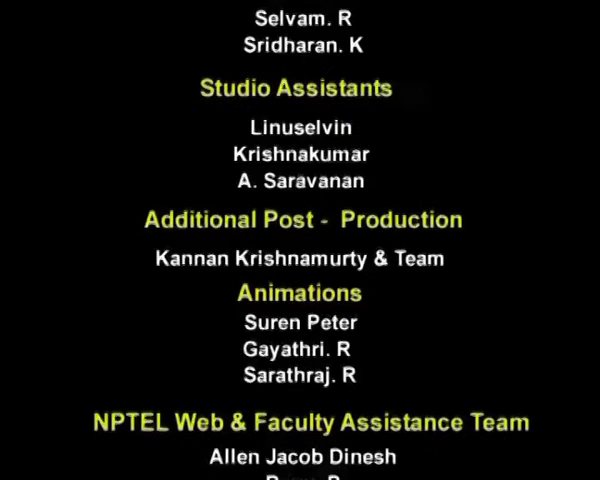 Selvam. R
Sridharan. K
Studio Assistants
Linuselvin
Krishnakumar
A. Saravanan
Additional Post - Production
Kannan Krishnamurty & Team
Animations
Suren Peter
Gayathri. R
Sarathraj. R
NPTEL Web & Faculty Assistance Team
Allen Jacob Dinesh